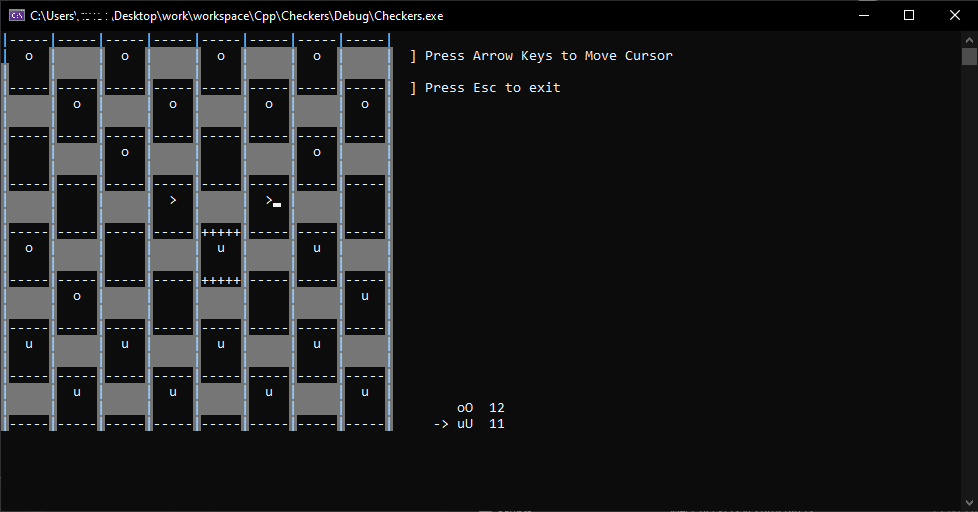 C:\Users\ \Desktop\work\workspace\Cpp\Checkers\Debug\Checkers.exe
|-----|-----|-----|-----|-----|-----|-----|-----|
| o | | o | | o | | o | | ] Press Arrow Keys to Move Cursor
|-----|-----|-----|-----|-----|-----|-----|-----| ] Press Esc to exit
| | o | | o | | o | | o |
|-----|-----|-----|-----|-----|-----|-----|-----|
| | | o | | | | o | |
|-----|-----|-----|-----|-----|-----|-----|-----|
| | | | > | | >_ | | |
|-----|-----|-----|-----|+++++|-----|-----|-----|
| o | | | | u | | u | |
|-----|-----|-----|-----|+++++|-----|-----|-----|
| | o | | | | | | u |
|-----|-----|-----|-----|-----|-----|-----|-----|
| u | | u | | u | | u | |
|-----|-----|-----|-----|-----|-----|-----|-----|
| | u | | u | | u | | u |
oO 12
|-----|-----|-----|-----|-----|-----|-----|-----| -> uU 11